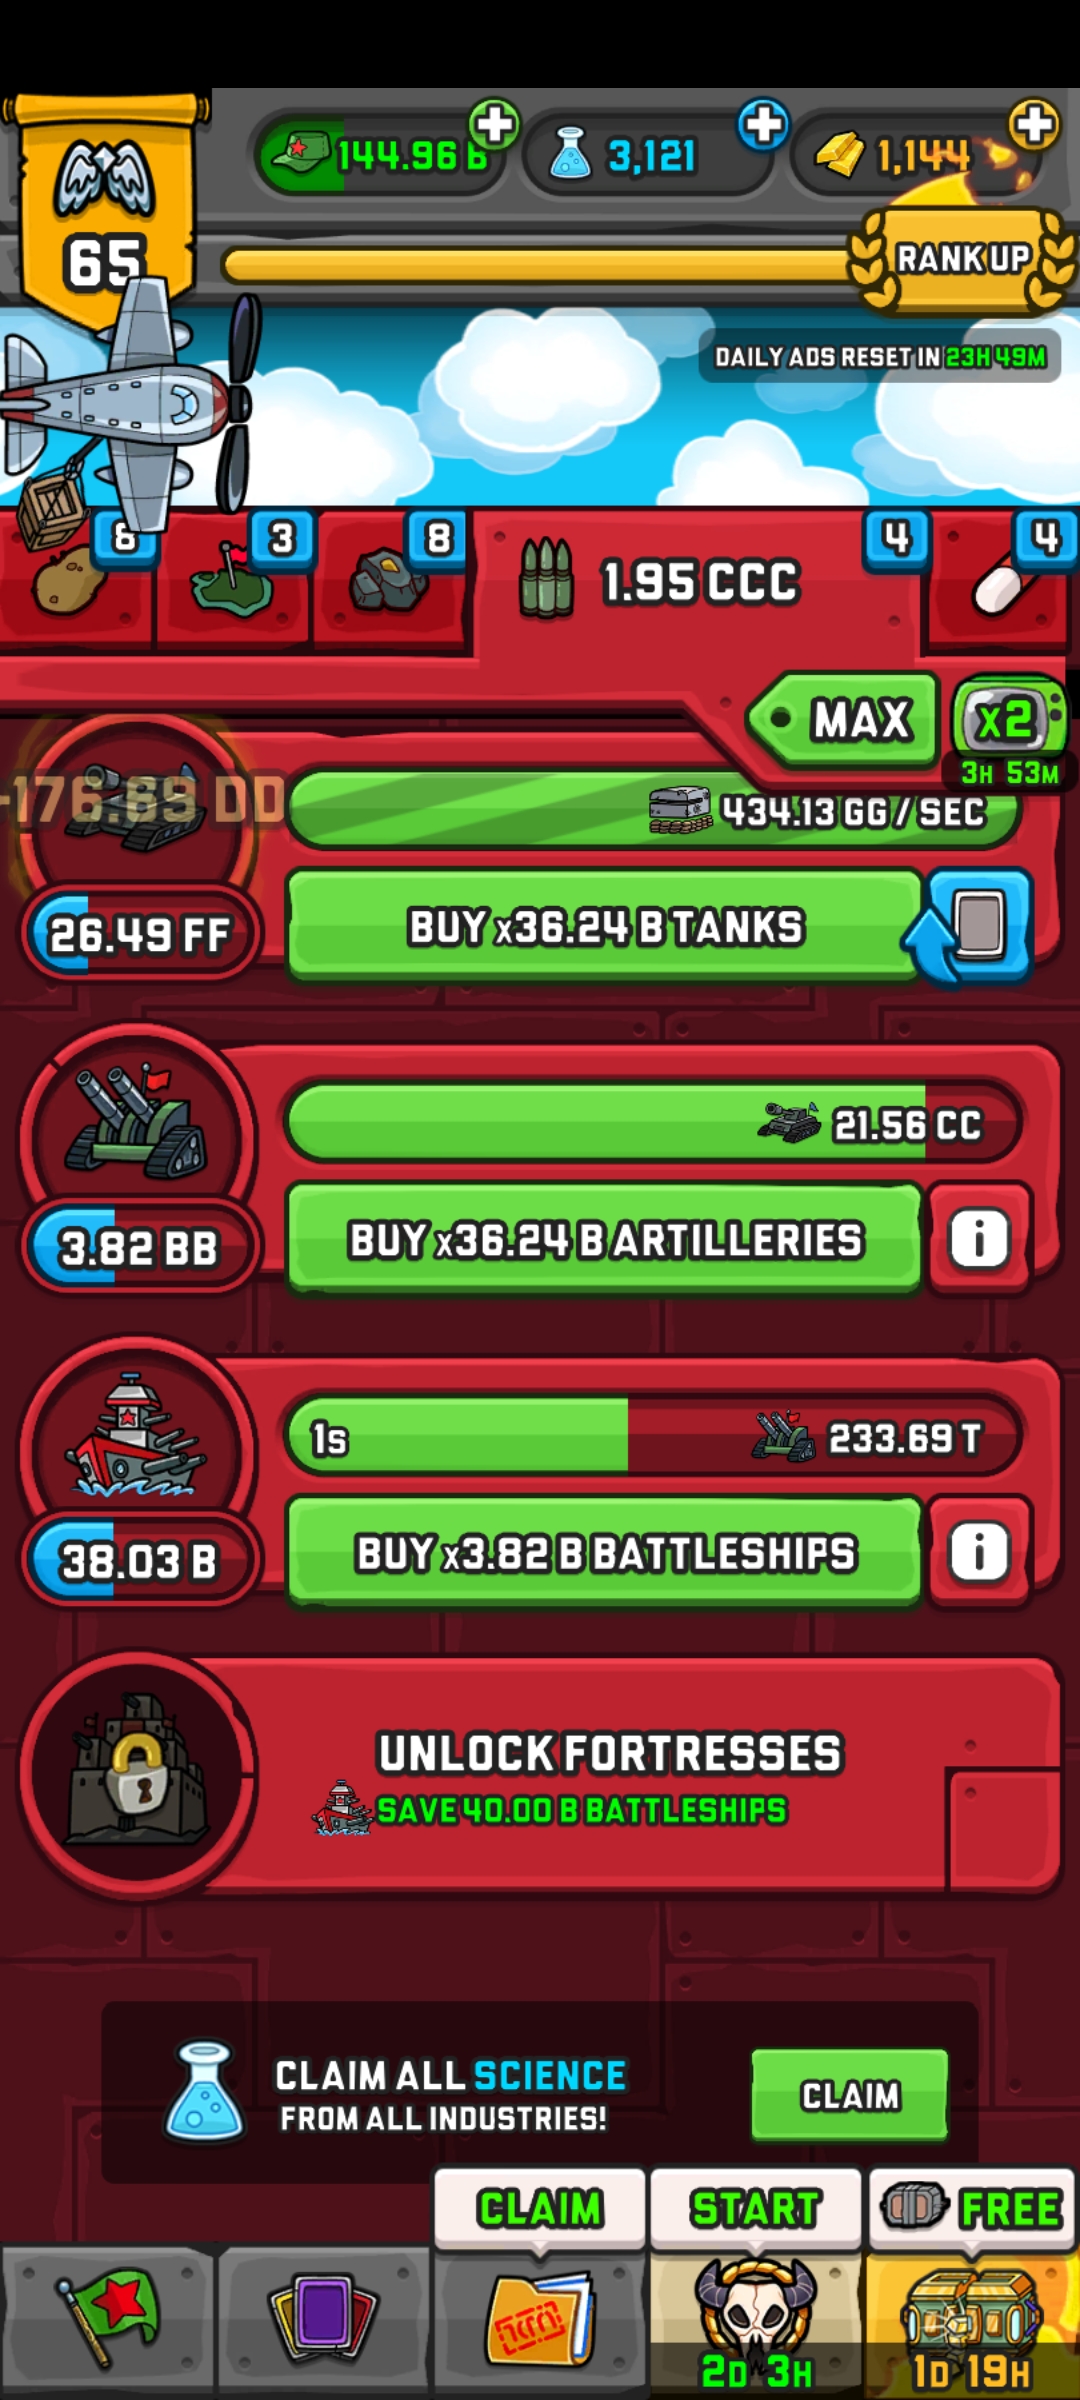 144.96 B
3,121
1,144
65
RANK UP
DAILY ADS RESET IN 23H 49M
6
3
8
1.95 CCC
4
4
MAX
x2
3H 53M
-176.69 DD
434.13 GG / SEC
26.49 FF
BUY x36.24 B TANKS
21.56 CC
3.82 BB
BUY x36.24 B ARTILLERIES
i
1s
233.69 T
38.03 B
BUY x3.82 B BATTLESHIPS
i
UNLOCK FORTRESSES
SAVE 40.00 B BATTLESHIPS
CLAIM ALL SCIENCE
FROM ALL INDUSTRIES!
CLAIM
CLAIM
START
FREE
2D 3H
1D 19H